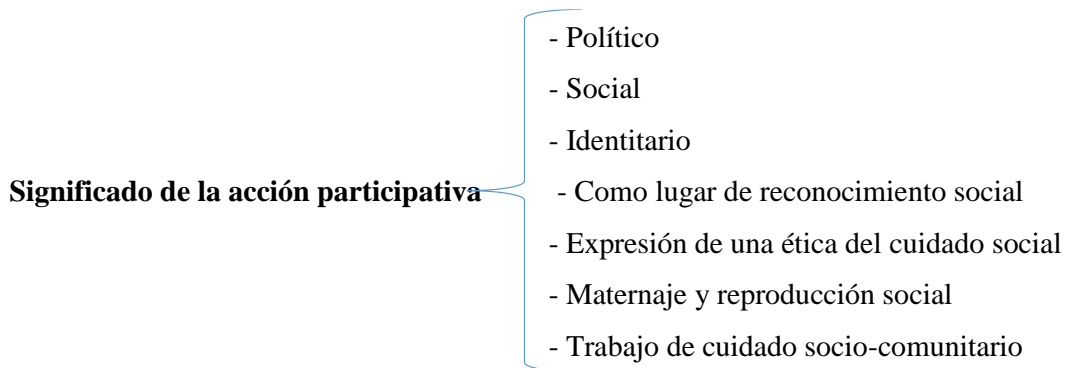 - Político
- Social
- Identitario
Significado de la acción participativa
- Como lugar de reconocimiento social
- Expresión de una ética del cuidado social
- Maternaje y reproducción social
- Trabajo de cuidado socio-comunitario